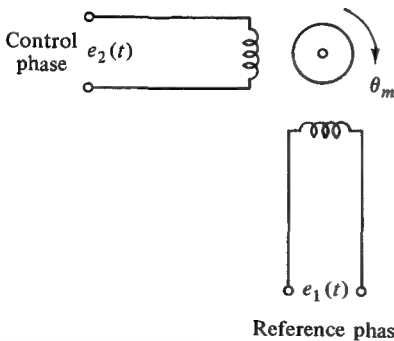 Control
phase
e₂(t)
θₘ
e₁(t)
Reference phas